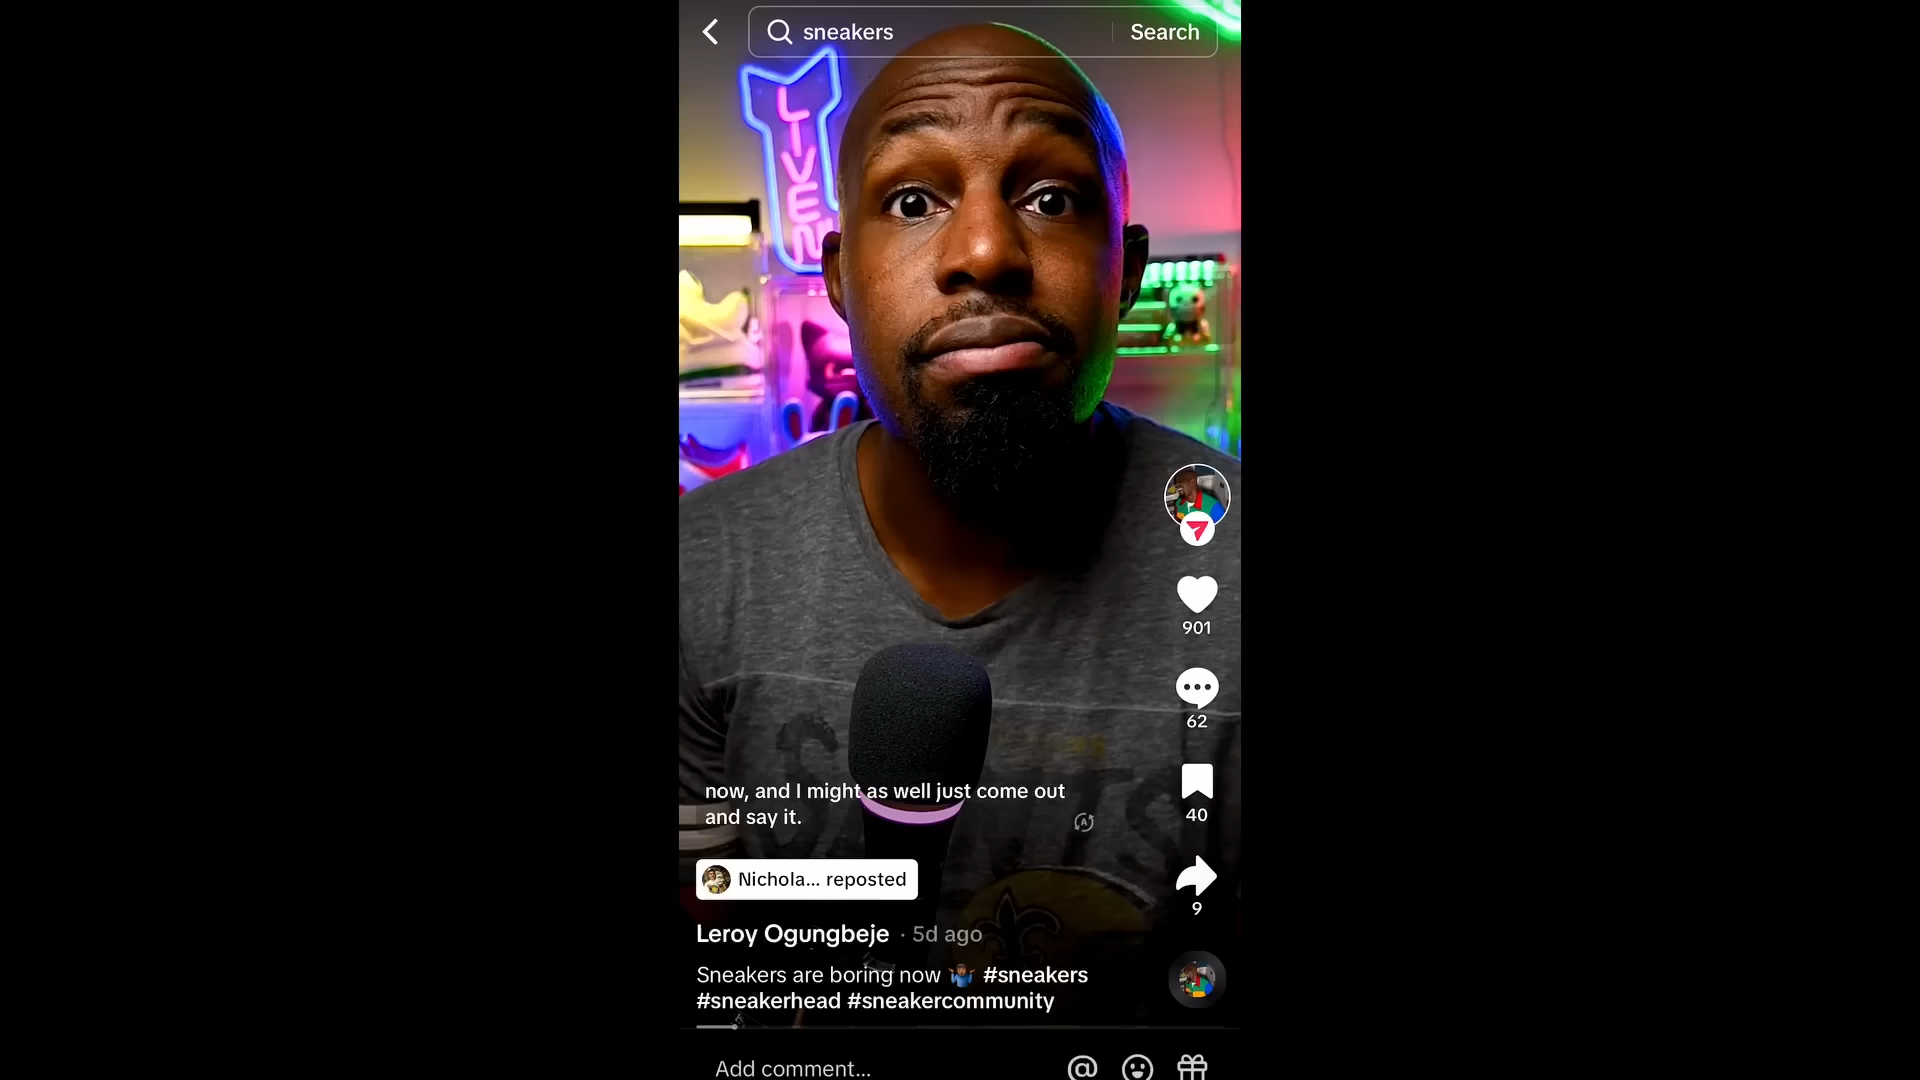 sneakers
Search
LIVEN
901
62
40
now, and I might as well just come out
and say it.
Nichola... reposted
9
Leroy Ogungbeje · 5d ago
Sneakers are boring now 🤷🏾‍♂️ #sneakers
#sneakerhead #sneakercommunity
Add comment...